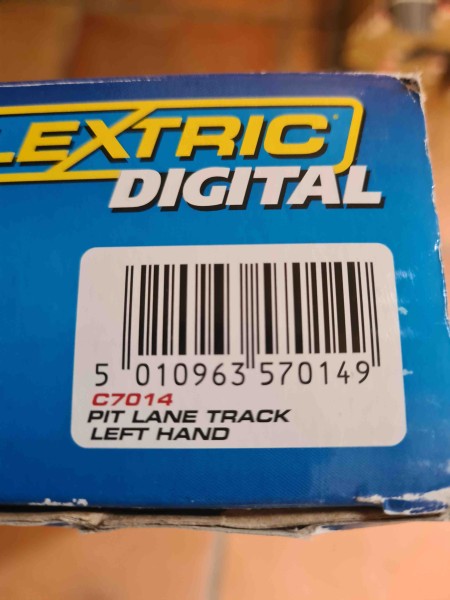 LEXTRIC
DIGITAL
5 010963 570149
C7014
PIT LANE TRACK
LEFT HAND